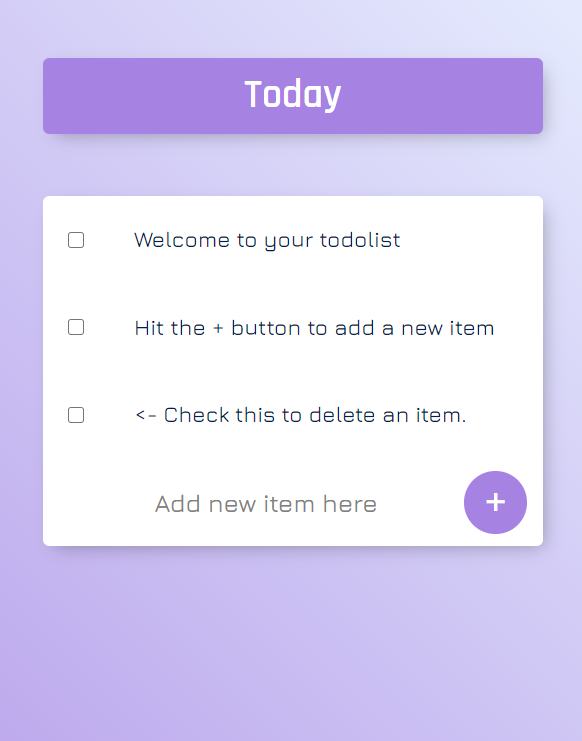 Today
Welcome to your todolist
Hit the + button to add a new item
<- Check this to delete an item.
Add new item here
+